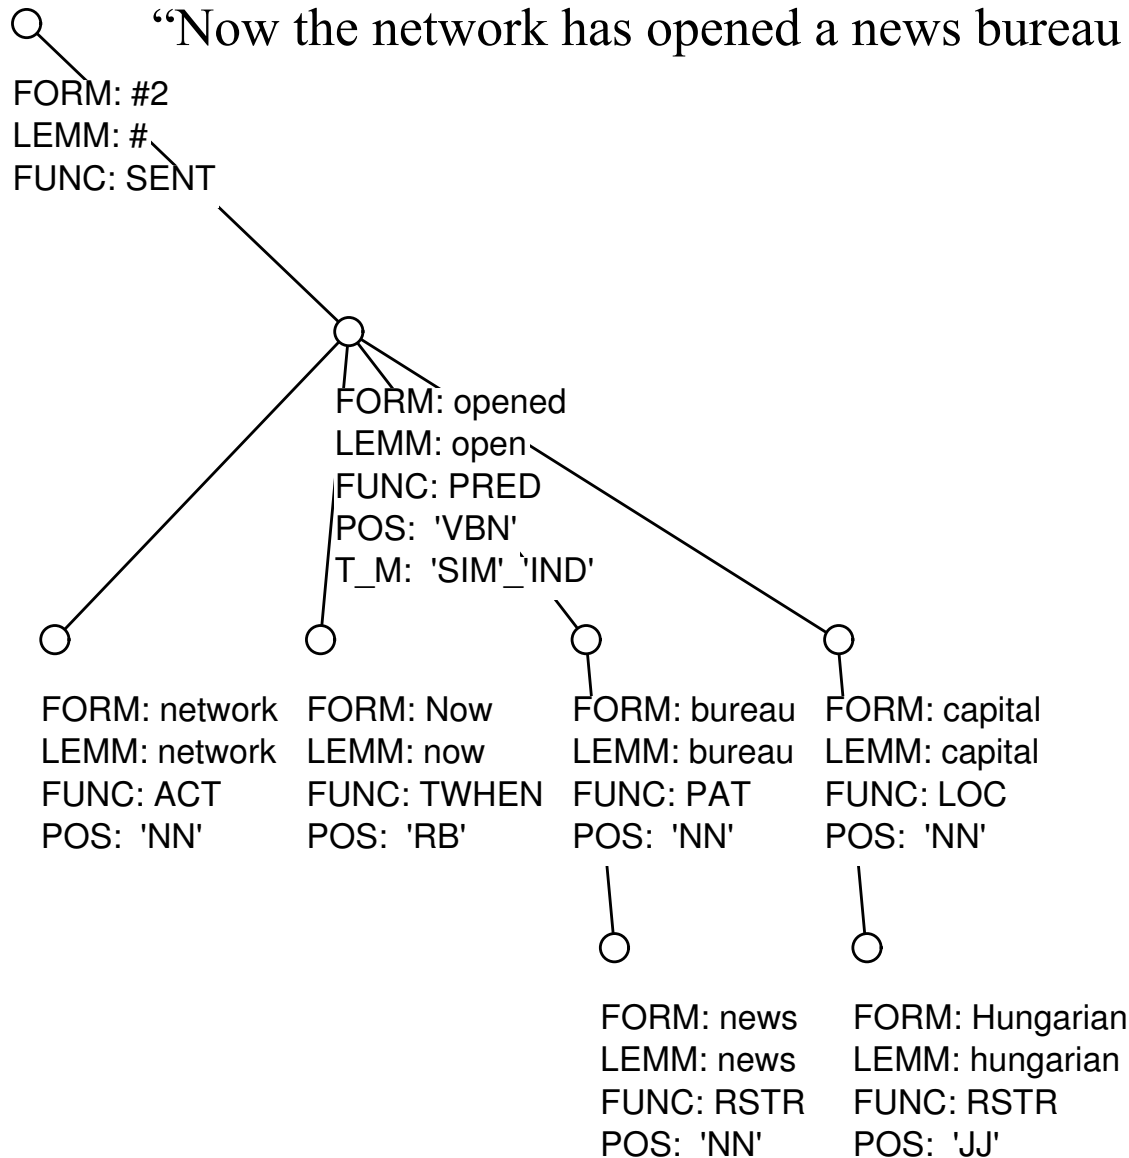 “Now the network has opened a news bureau
FORM: #2
LEMM: #
FUNC: SENT
FORM: opened
LEMM: open
FUNC: PRED
POS: 'VBN'
T_M: 'SIM'_'IND'
FORM: network
LEMM: network
FUNC: ACT
POS: 'NN'
FORM: Now
LEMM: now
FUNC: TWHEN
POS: 'RB'
FORM: bureau
LEMM: bureau
FUNC: PAT
POS: 'NN'
FORM: capital
LEMM: capital
FUNC: LOC
POS: 'NN'
FORM: news
LEMM: news
FUNC: RSTR
POS: 'NN'
FORM: Hungarian
LEMM: hungarian
FUNC: RSTR
POS: 'JJ'